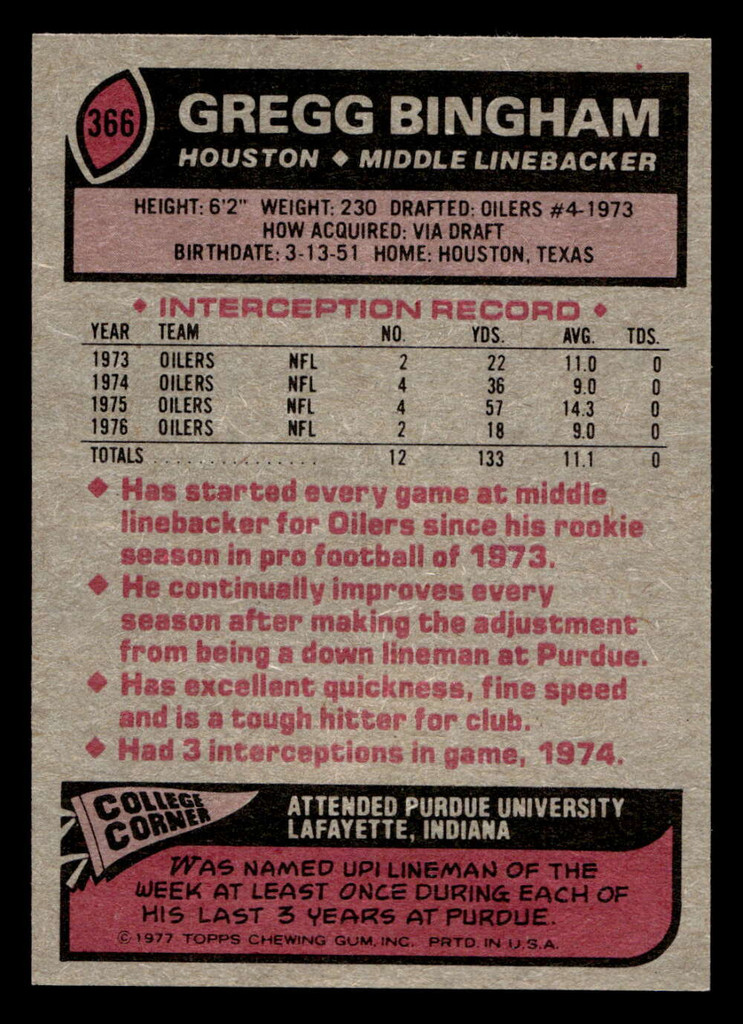 366
GREGG BINGHAM
HOUSTON ♦ MIDDLE LINEBACKER
HEIGHT: 6'2" WEIGHT: 230 DRAFTED: OILERS #4-1973
HOW ACQUIRED: VIA DRAFT
BIRTHDATE: 3-13-51 HOME: HOUSTON, TEXAS
♦ INTERCEPTION RECORD ♦
YEAR TEAM NO. YDS. AVG. TDS.
1973 OILERS NFL 2 22 11.0 0
1974 OILERS NFL 4 36 9.0 0
1975 OILERS NFL 4 57 14.3 0
1976 OILERS NFL 2 18 9.0 0
TOTALS ................ 12 133 11.1 0
♦ Has started every game at middle
linebacker for Oilers since his rookie
season in pro football of 1973.
♦ He continually improves every
season after making the adjustment
from being a down lineman at Purdue.
♦ Has excellent quickness, fine speed
and is a tough hitter for club.
♦ Had 3 interceptions in game, 1974.
COLLEGE
CORNER
ATTENDED PURDUE UNIVERSITY
LAFAYETTE, INDIANA
WAS NAMED UPI LINEMAN OF THE
WEEK AT LEAST ONCE DURING EACH OF
HIS LAST 3 YEARS AT PURDUE.
© 1977 TOPPS CHEWING GUM, INC. PRTD. IN U.S.A.